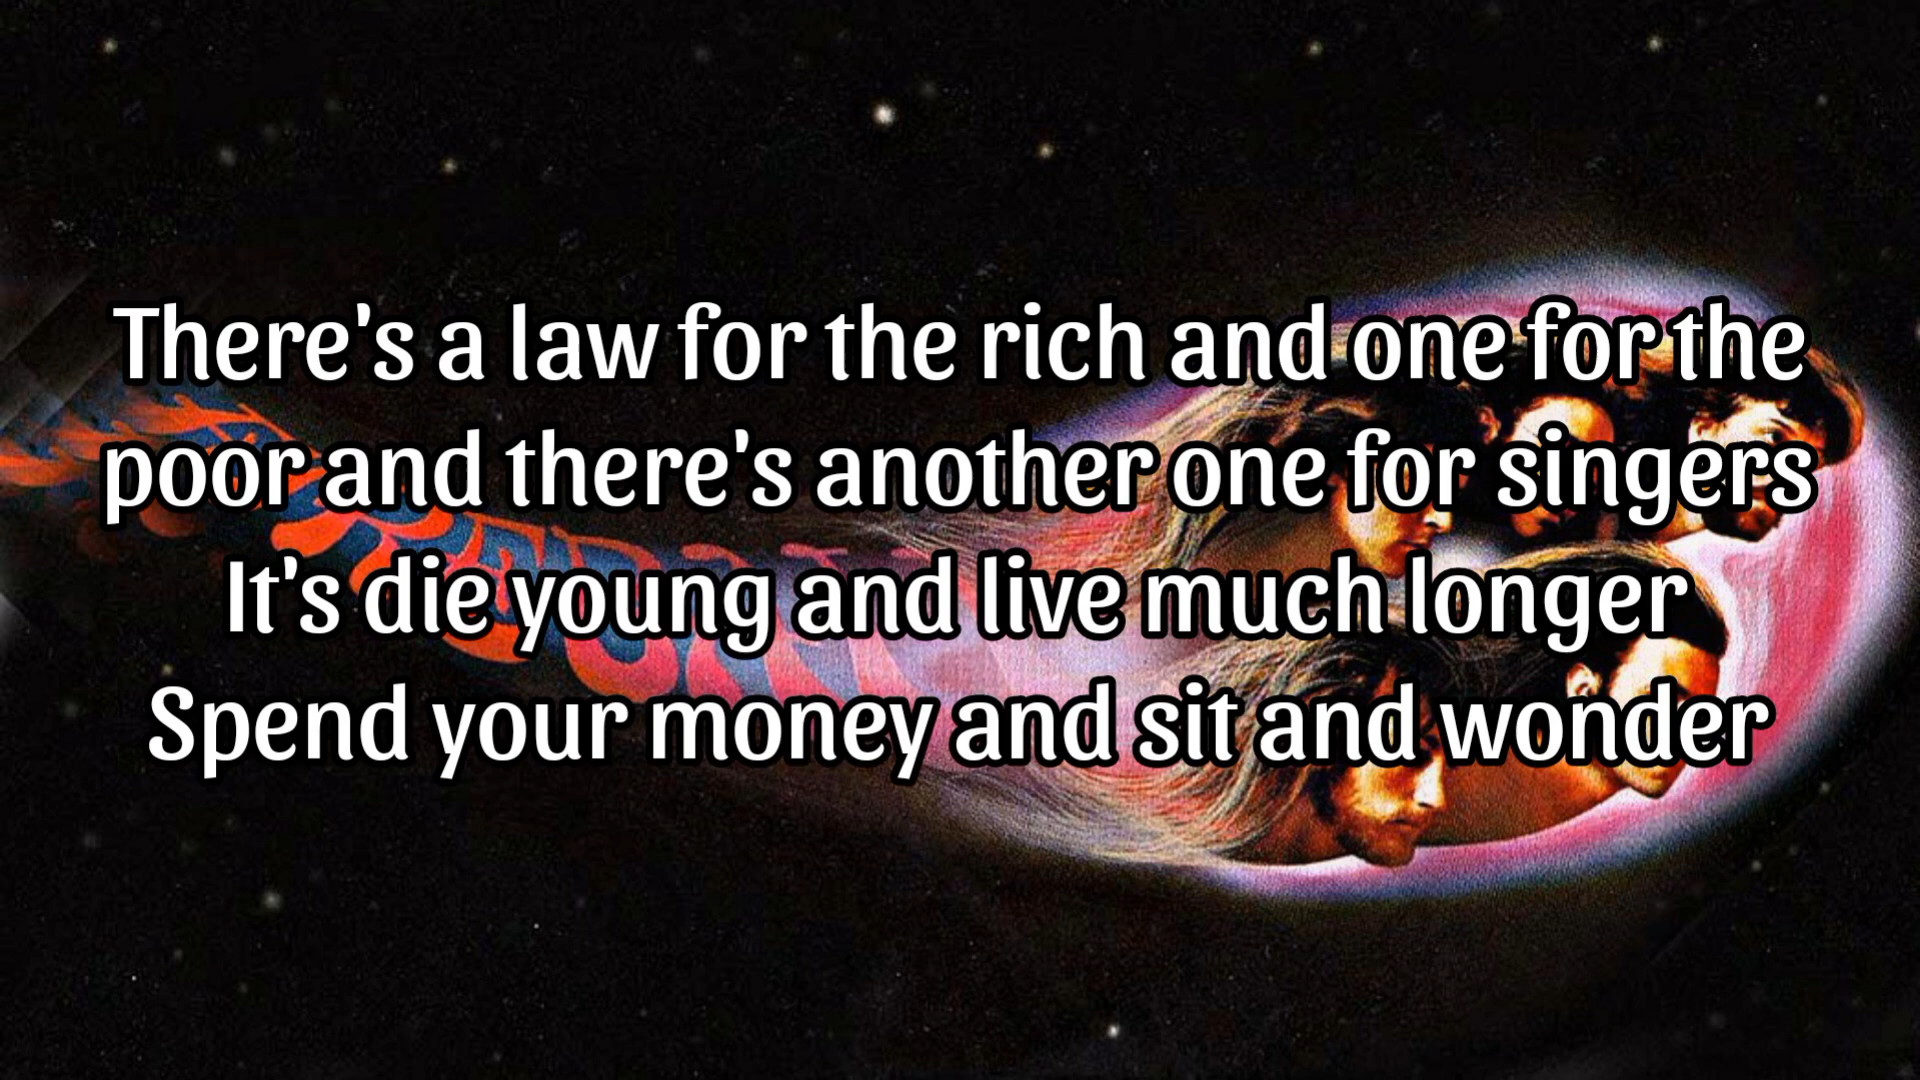 There's a law for the rich and one for the
poor and there's another one for singers
It's die young and live much longer
Spend your money and sit and wonder